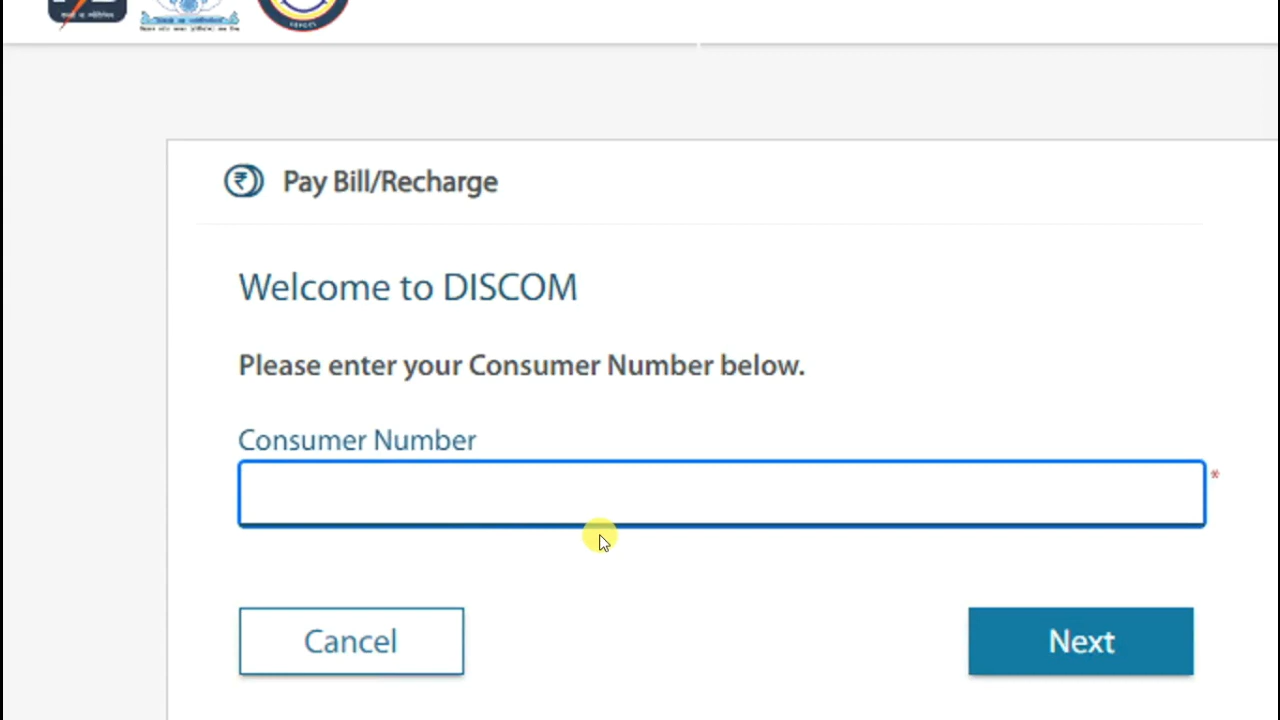 Pay Bill/Recharge
Welcome to DISCOM
Please enter your Consumer Number below.
Consumer Number
*
Cancel
Next